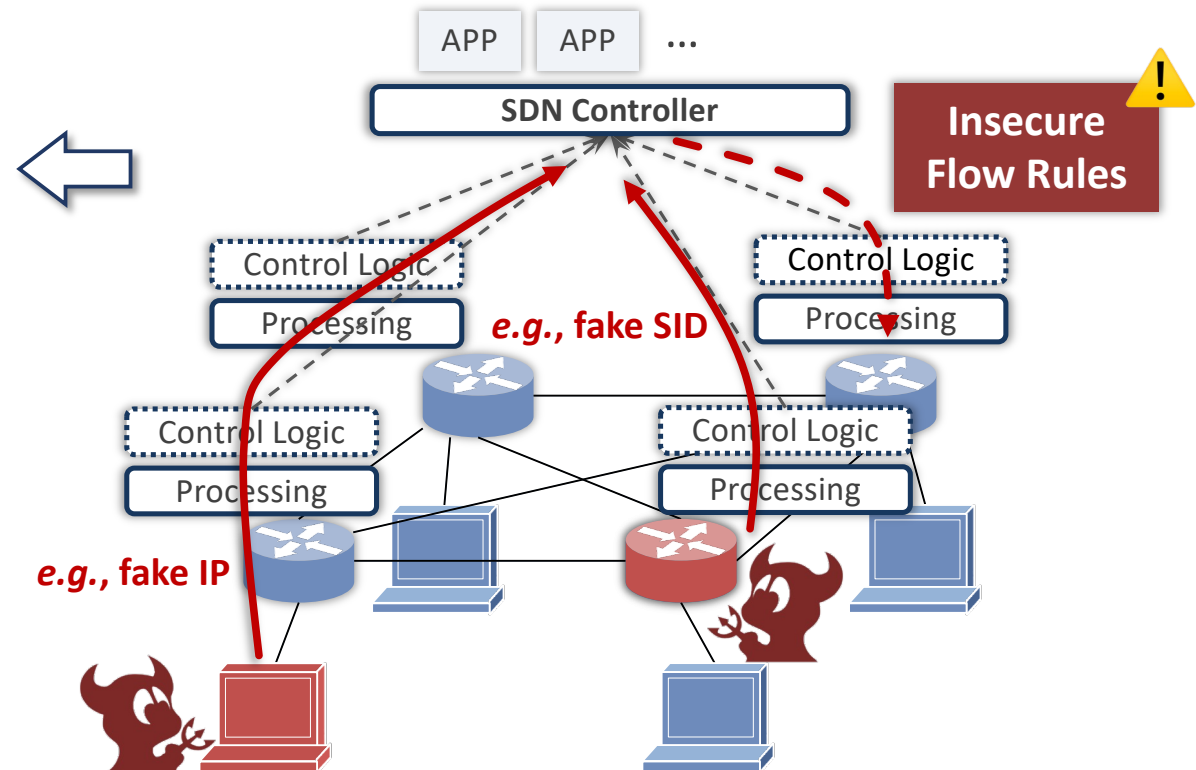 APP
APP
...
SDN Controller
Insecure
Flow Rules
Control Logic
Processing
Control Logic
Processing
e.g., fake SID
Control Logic
Processing
Control Logic
Processing
e.g., fake IP